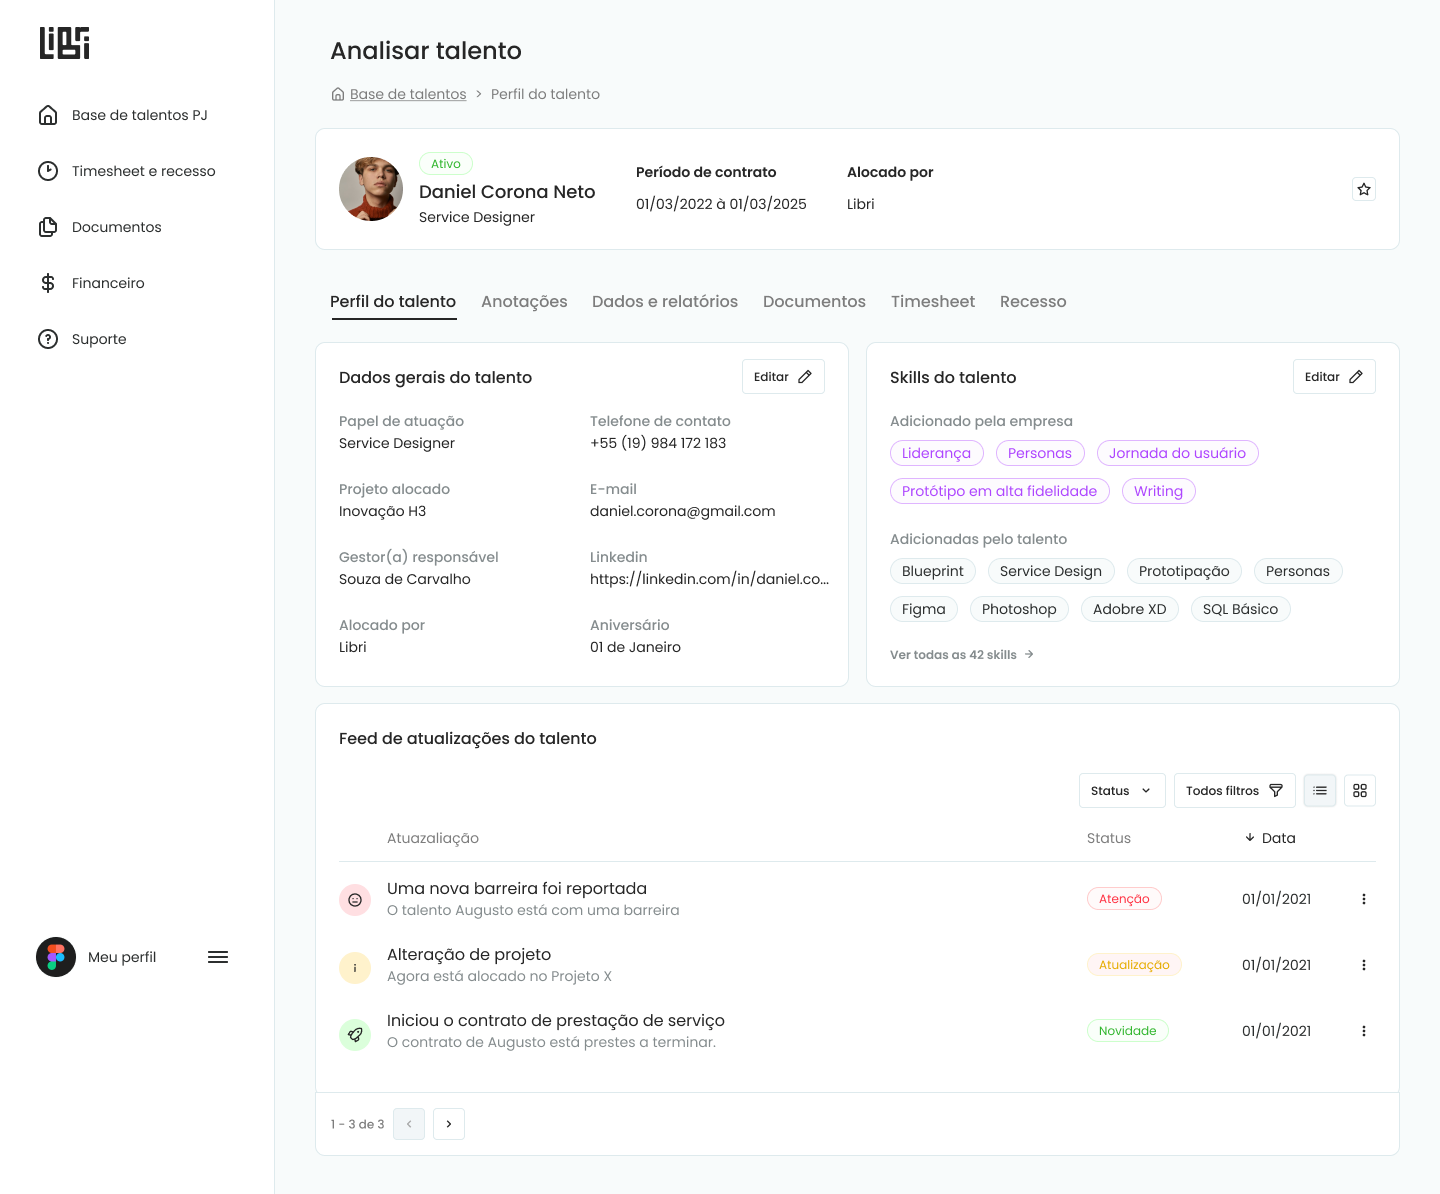 Libri
Base de talentos PJ
Timesheet e recesso
Documentos
Financeiro
Suporte
Meu perfil
Analisar talento
Base de talentos > Perfil do talento
Ativo
Daniel Corona Neto
Service Designer
Período de contrato
01/03/2022 à 01/03/2025
Alocado por
Libri
Perfil do talento Anotações Dados e relatórios Documentos Timesheet Recesso
Dados gerais do talento
Editar
Papel de atuação
Service Designer
Telefone de contato
+55 (19) 984 172 183
Projeto alocado
Inovação H3
E-mail
daniel.corona@gmail.com
Gestor(a) responsável
Souza de Carvalho
Linkedin
https://linkedin.com/in/daniel.co...
Alocado por
Libri
Aniversário
01 de Janeiro
Skills do talento
Editar
Adicionado pela empresa
Liderança Personas Jornada do usuário
Protótipo em alta fidelidade Writing
Adicionadas pelo talento
Blueprint Service Design Prototipação Personas
Figma Photoshop Adobre XD SQL Básico
Ver todas as 42 skills
Feed de atualizações do talento
Status Todos filtros
Atuazaliação Status Data
Uma nova barreira foi reportada
O talento Augusto está com uma barreira
Atenção 01/01/2021
Alteração de projeto
Agora está alocado no Projeto X
Atualização 01/01/2021
Iniciou o contrato de prestação de serviço
O contrato de Augusto está prestes a terminar.
Novidade 01/01/2021
1 - 3 de 3